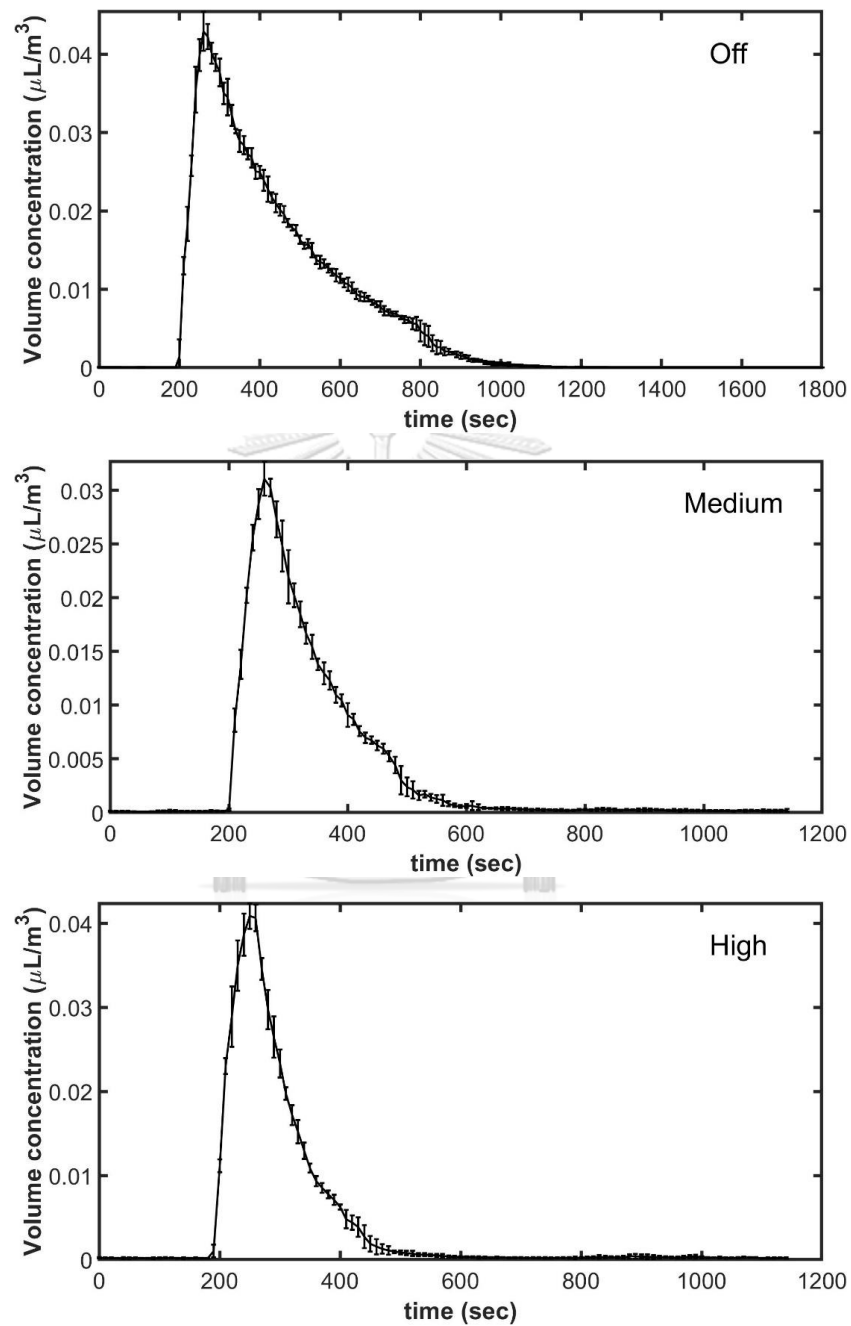 Off
Volume concentration (μL/m³)
0.04
0.03
0.02
0.01
0
0 200 400 600 800 1000 1200 1400 1600 1800
time (sec)
Medium
Volume concentration (μL/m³)
0.03
0.025
0.02
0.015
0.01
0.005
0
0 200 400 600 800 1000 1200
time (sec)
High
Volume concentration (μL/m³)
0.04
0.03
0.02
0.01
0
0 200 400 600 800 1000 1200
time (sec)